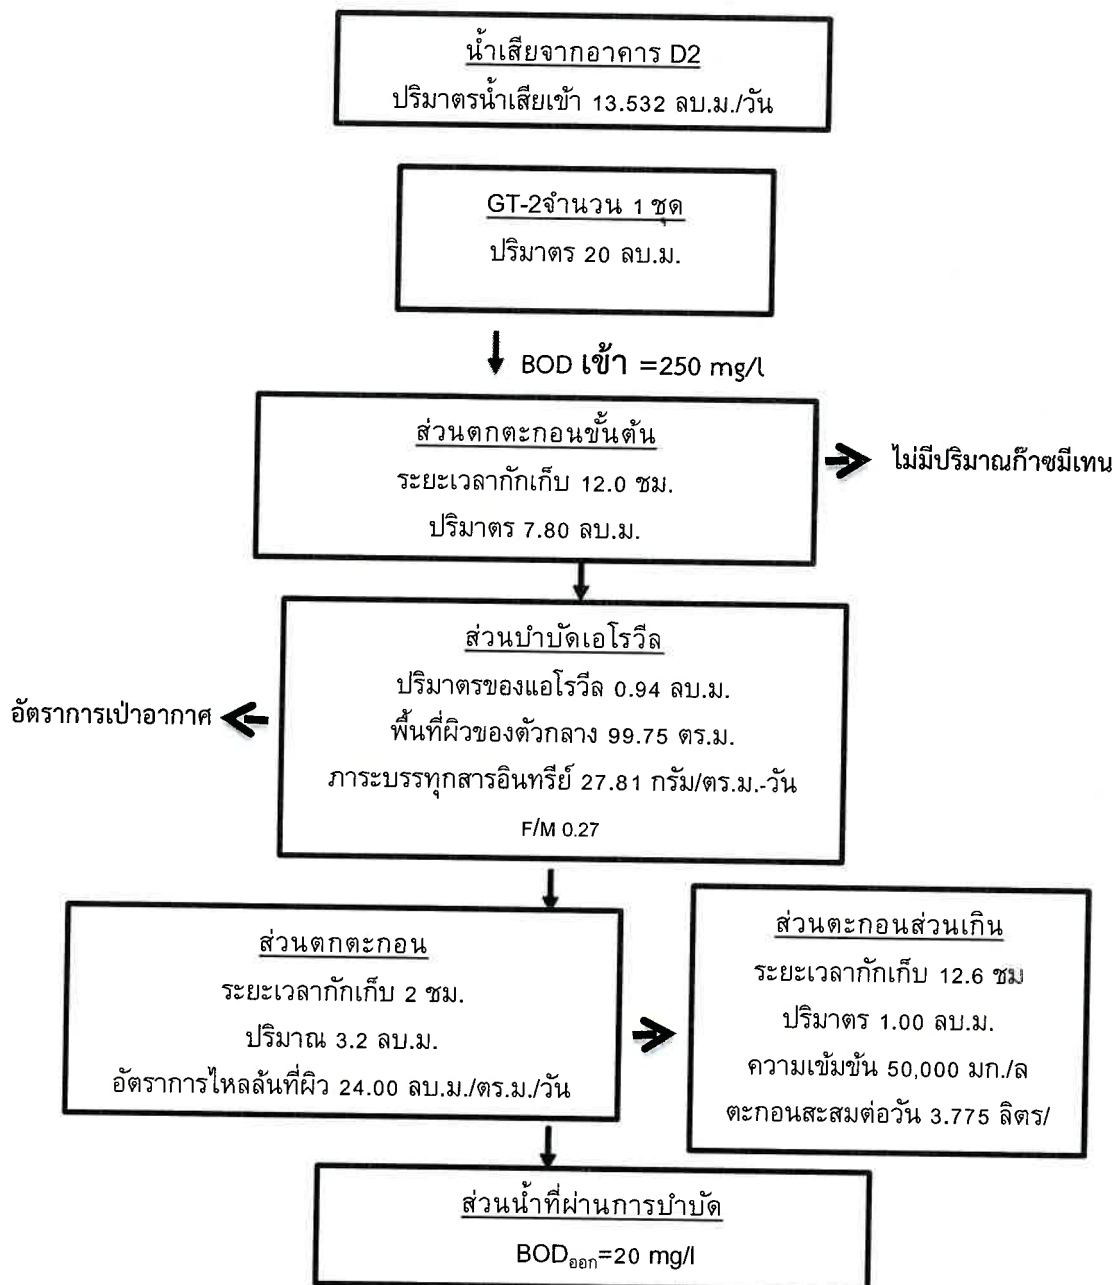 น้ำเสียจากอาคาร D2
ปริมาตรน้ำเสียเข้า 13.532 ลบ.ม./วัน
GT-2จำนวน 1 ชุด
ปริมาตร 20 ลบ.ม.
BOD เข้า =250 mg/l
ส่วนตกตะกอนขั้นต้น
ระยะเวลากักเก็บ 12.0 ชม.
ปริมาตร 7.80 ลบ.ม.
ไม่มีปริมาณก๊าซมีเทน
ส่วนบำบัดเอโรวีล
ปริมาตรของแอโรวีล 0.94 ลบ.ม.
พื้นที่ผิวของตัวกลาง 99.75 ตร.ม.
ภาระบรรทุกสารอินทรีย์ 27.81 กรัม/ตร.ม.-วัน
F/M 0.27
อัตราการเป่าอากาศ
ส่วนตกตะกอน
ระยะเวลากักเก็บ 2 ชม.
ปริมาณ 3.2 ลบ.ม.
อัตราการไหลล้นที่ผิว 24.00 ลบ.ม./ตร.ม./วัน
ส่วนตะกอนส่วนเกิน
ระยะเวลากักเก็บ 12.6 ชม
ปริมาตร 1.00 ลบ.ม.
ความเข้มข้น 50,000 มก./ล
ตะกอนสะสมต่อวัน 3.775 ลิตร/
ส่วนน้ำที่ผ่านการบำบัด
BODออก=20 mg/l